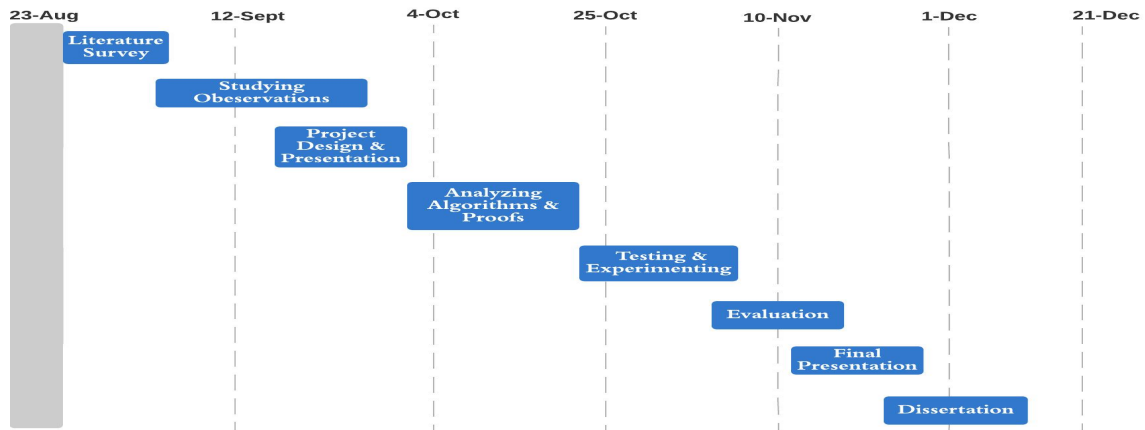 23-Aug 12-Sept 4-Oct 25-Oct 10-Nov 1-Dec 21-Dec
Literature
Survey
Studying
Obeservations
Project
Design &
Presentation
Analyzing
Algorithms &
Proofs
Testing &
Experimenting
Evaluation
Final
Presentation
Dissertation